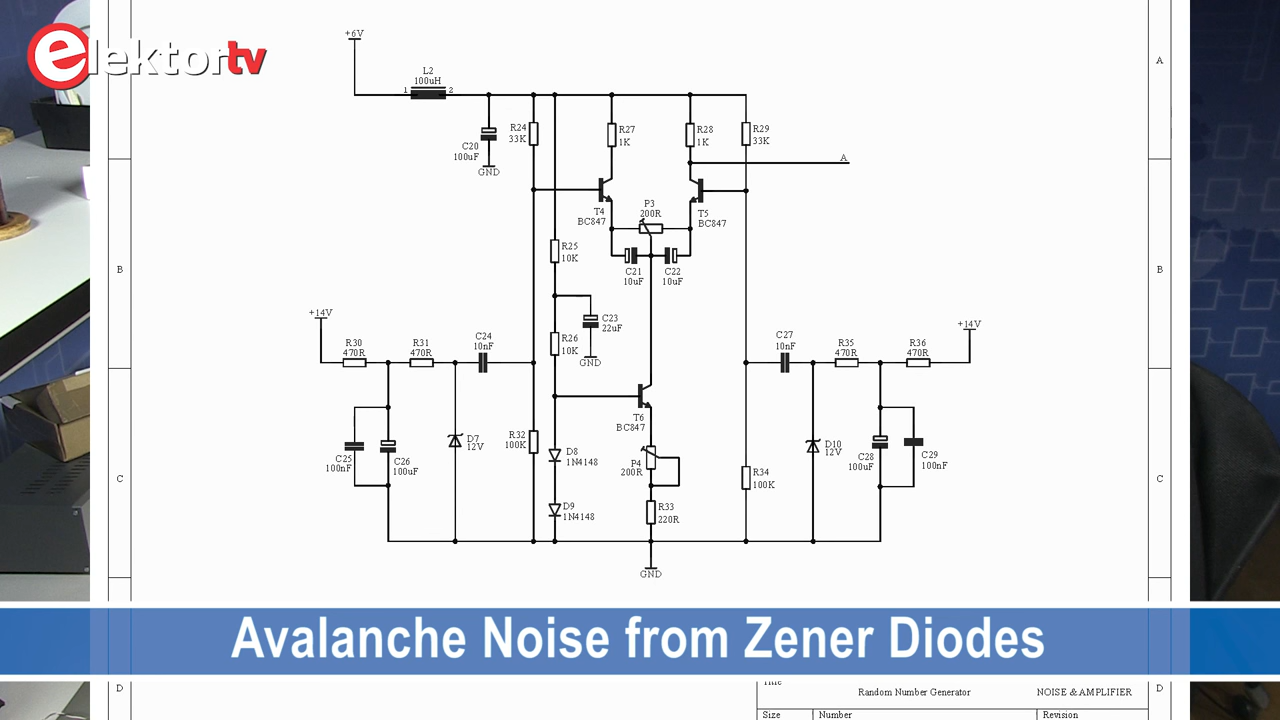 elektortv
+6V
L2
100uH
1 2
A
R24
33K
R27
1K
R28
1K
R29
33K
C20
100uF
GND
A
T4
BC847
P3
200R
T5
BC847
R25
10K
C21
10uF
C22
10uF
B
B
+14V
C23
22uF
R26
10K
GND
+14V
R30
470R
R31
470R
C24
10nF
C27
10nF
R35
470R
R36
470R
T6
BC847
C25
100nF
C26
100uF
D7
12V
R32
100K
D8
1N4148
P4
200R
D10
12V
C28
100uF
C29
100nF
R34
100K
C
C
D9
1N4148
R33
220R
GND
Avalanche Noise from Zener Diodes
D
D
Title
Random Number Generator
NOISE & AMPLIFIER
Size
Number
Revision